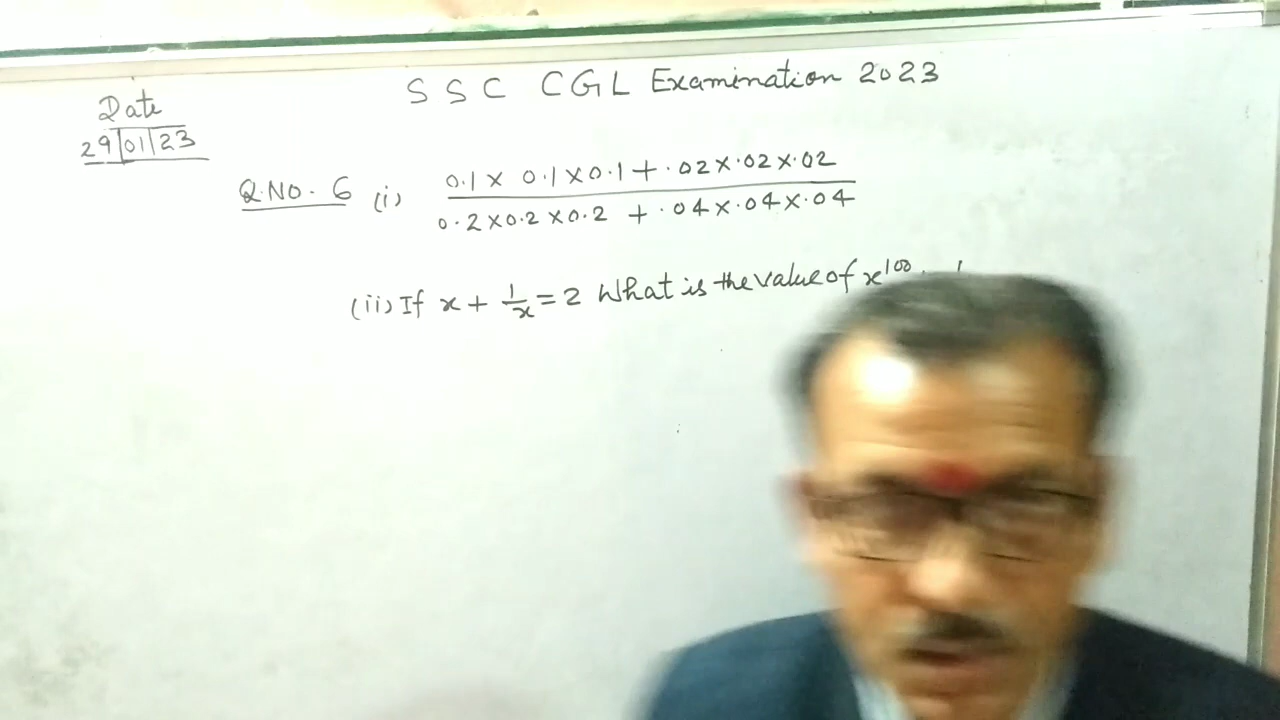 SSC CGL Examination 2023
Date
29/01/23
Q.No. 6 (i) 0.1 x 0.1 x 0.1 + .02 x .02 x .02
0.2 x 0.2 x 0.2 + .04 x .04 x .04
(ii) If x + 1/x = 2 What is the value of x^100